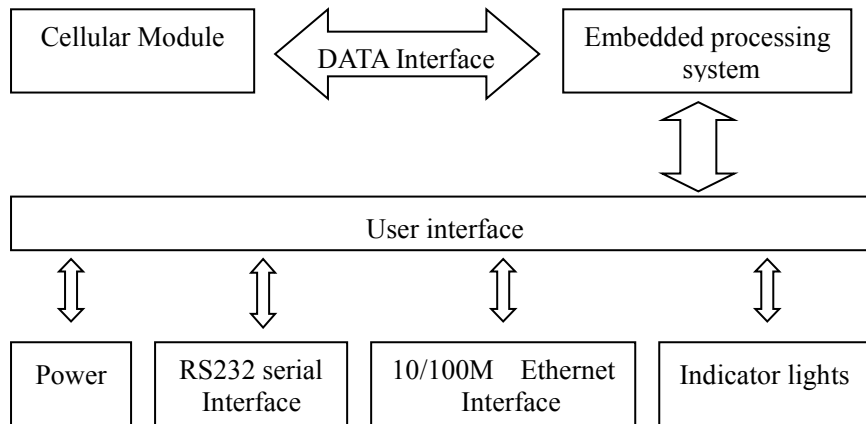 Cellular Module
DATA Interface
Embedded processing
system
User interface
Power
RS232 serial
Interface
10/100M Ethernet
Interface
Indicator lights